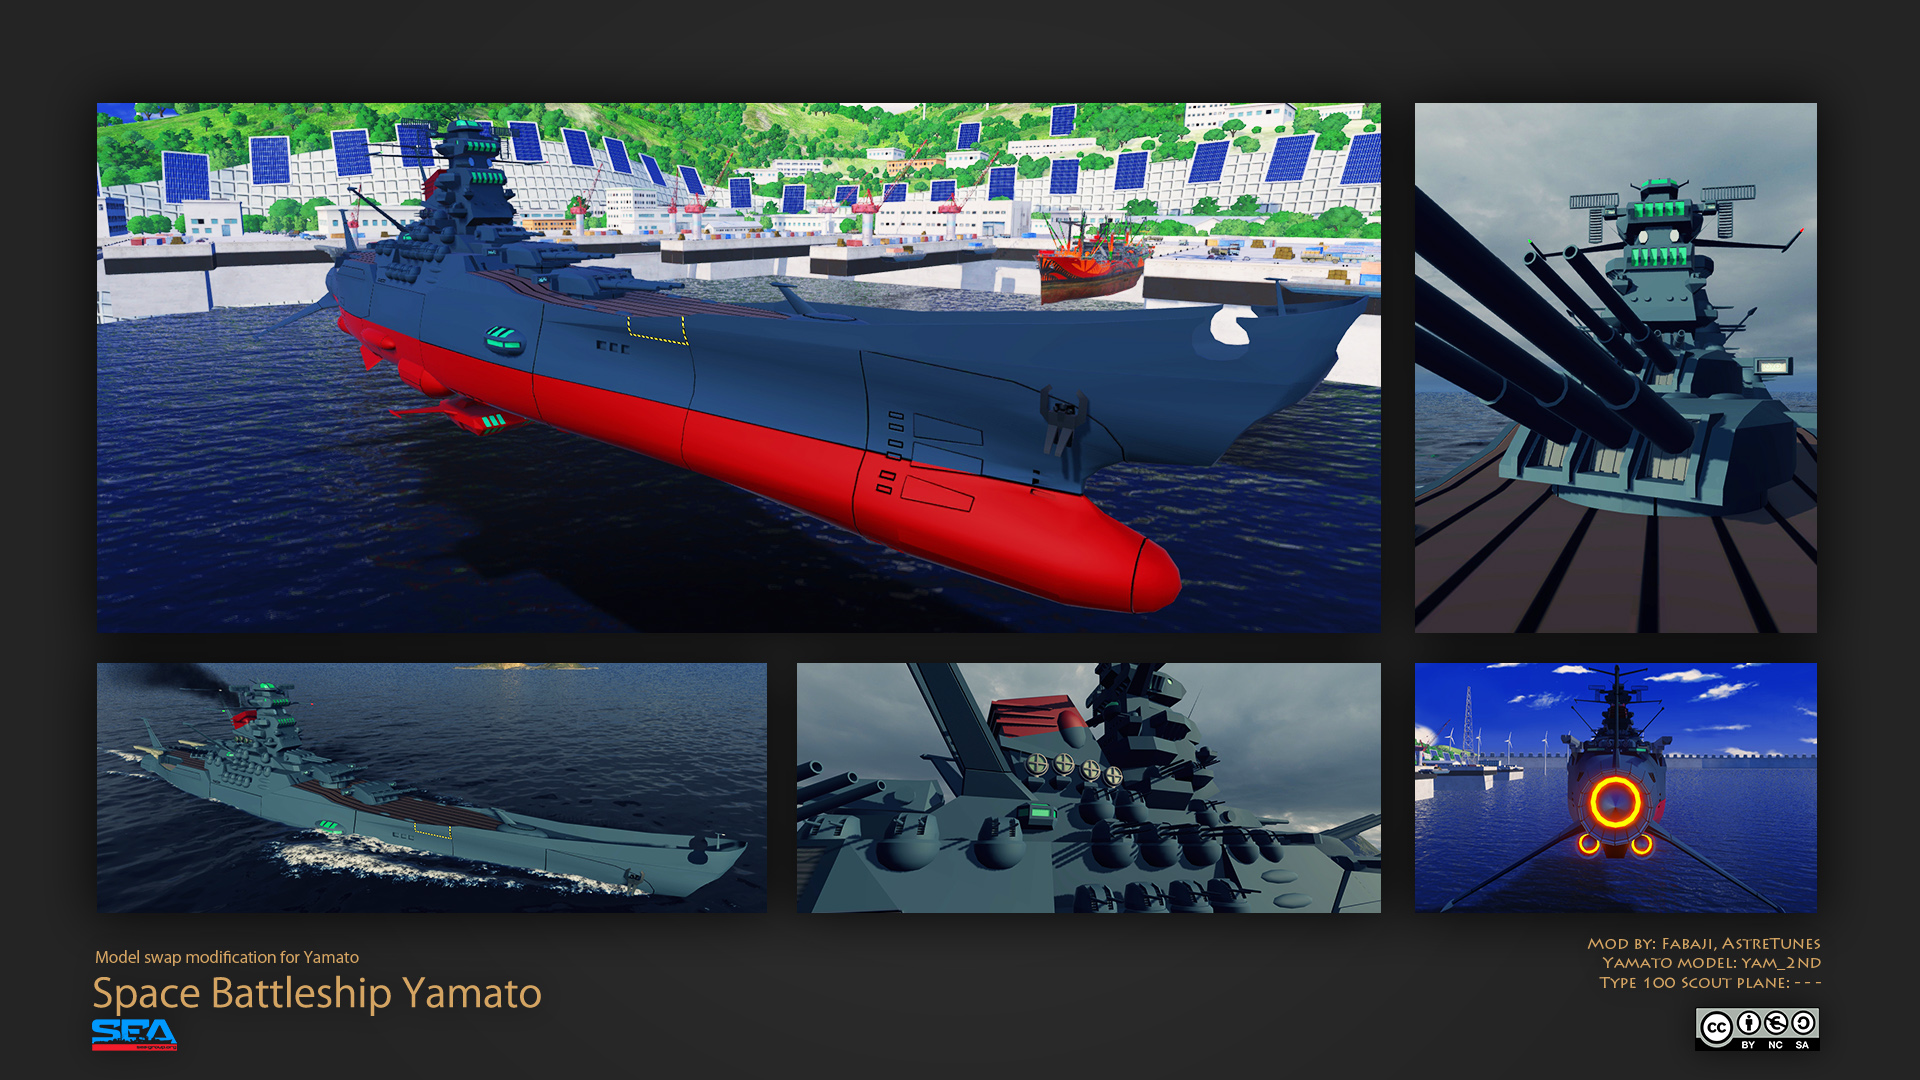 Model swap modification for Yamato
Space Battleship Yamato
SEA
Mod by: Fabaji, AstreTunes
Yamato model: yam_2nd
Type 100 scout plane: - - -
cc
BY NC SA